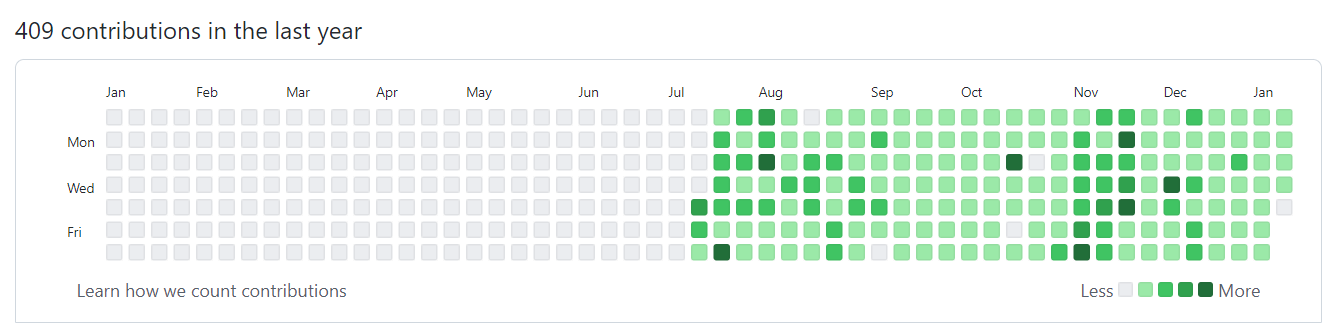 409 contributions in the last year
Jan Feb Mar Apr May Jun Jul Aug Sep Oct Nov Dec Jan
Mon
Wed
Fri
Learn how we count contributions Less More